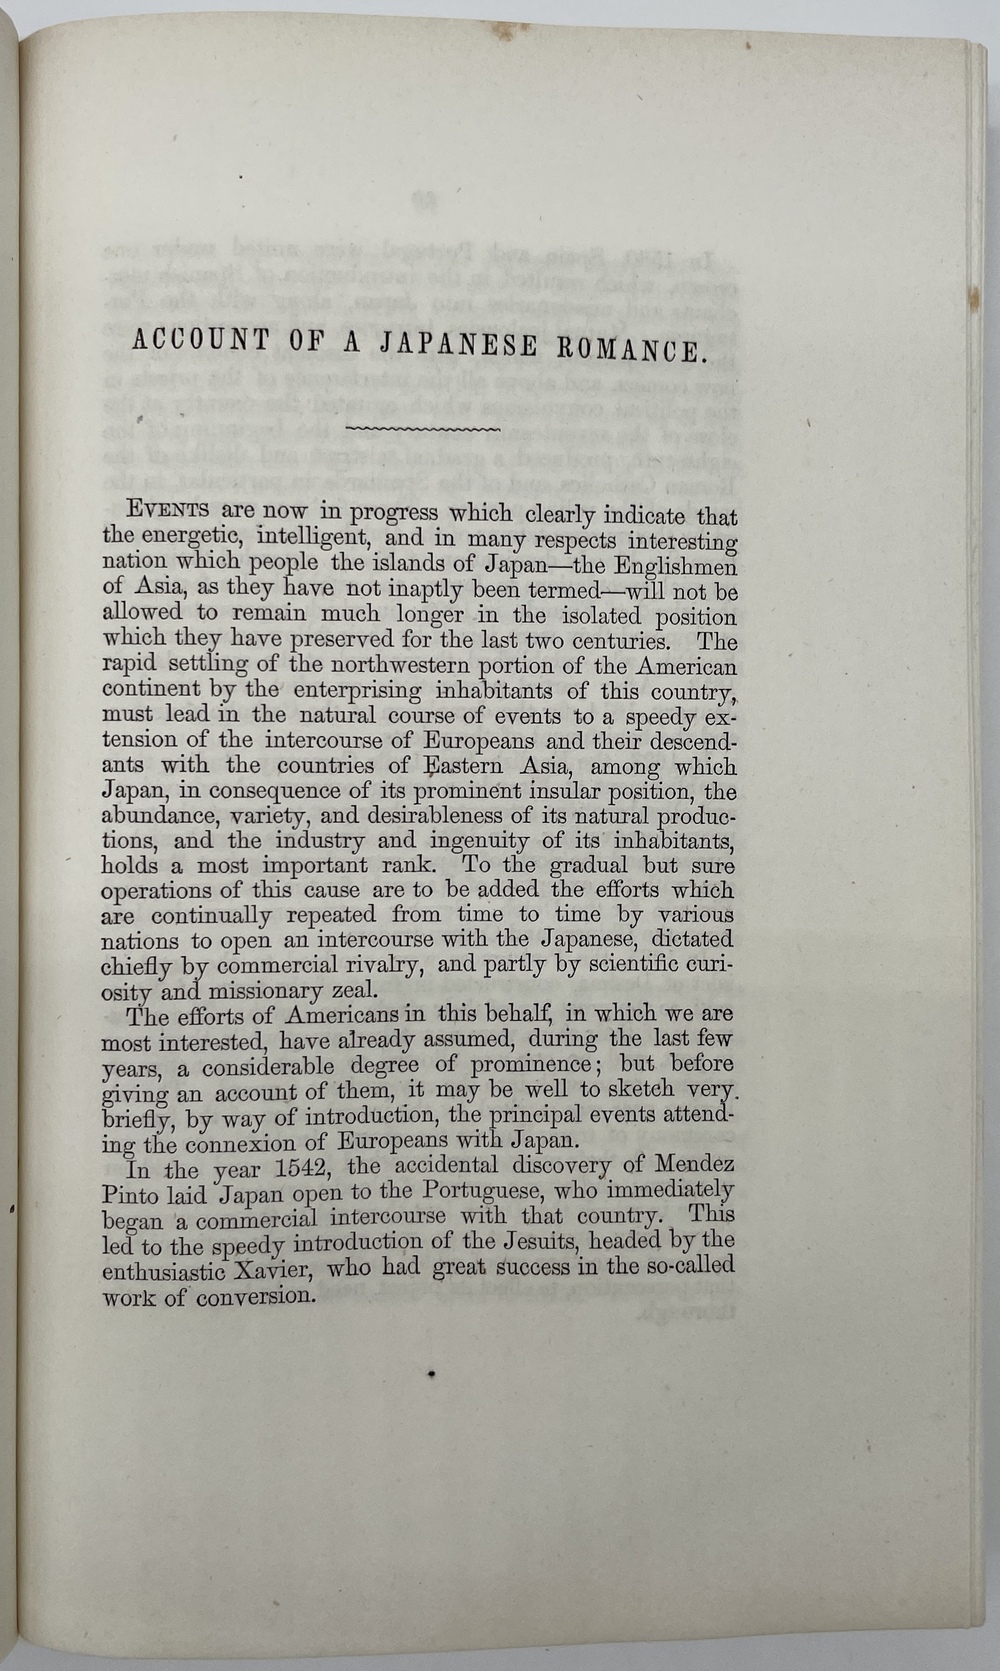 ACCOUNT OF A JAPANESE ROMANCE.
EVENTS are now in progress which clearly indicate that
the energetic, intelligent, and in many respects interesting
nation which people the islands of Japan—the Englishmen
of Asia, as they have not inaptly been termed—will not be
allowed to remain much longer in the isolated position
which they have preserved for the last two centuries. The
rapid settling of the northwestern portion of the American
continent by the enterprising inhabitants of this country,
must lead in the natural course of events to a speedy ex-
tension of the intercourse of Europeans and their descend-
ants with the countries of Eastern Asia, among which
Japan, in consequence of its prominent insular position, the
abundance, variety, and desirableness of its natural produc-
tions, and the industry and ingenuity of its inhabitants,
holds a most important rank. To the gradual but sure
operations of this cause are to be added the efforts which
are continually repeated from time to time by various
nations to open an intercourse with the Japanese, dictated
chiefly by commercial rivalry, and partly by scientific curi-
osity and missionary zeal.
The efforts of Americans in this behalf, in which we are
most interested, have already assumed, during the last few
years, a considerable degree of prominence; but before
giving an account of them, it may be well to sketch very
briefly, by way of introduction, the principal events attend-
ing the connexion of Europeans with Japan.
In the year 1542, the accidental discovery of Mendez
Pinto laid Japan open to the Portuguese, who immediately
began a commercial intercourse with that country. This
led to the speedy introduction of the Jesuits, headed by the
enthusiastic Xavier, who had great success in the so-called
work of conversion.